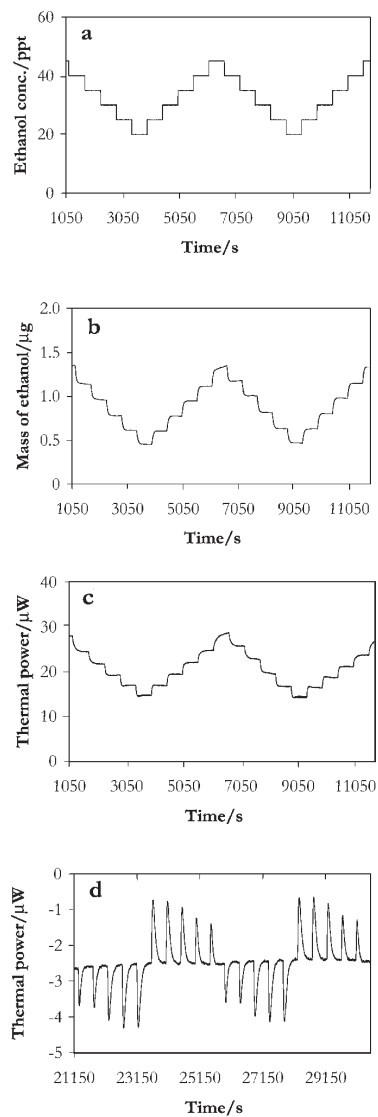 a
Ethanol conc./ppt
60
40
20
0
1050 3050 5050 7050 9050 11050
Time/s
b
Mass of ethanol/µg
2.0
1.5
1.0
0.5
0
1050 3050 5050 7050 9050 11050
Time/s
c
Thermal power/µW
40
30
20
10
0
1050 3050 5050 7050 9050 11050
Time/s
d
Thermal power/µW
0
-1
-2
-3
-4
-5
21150 23150 25150 27150 29150
Time/s